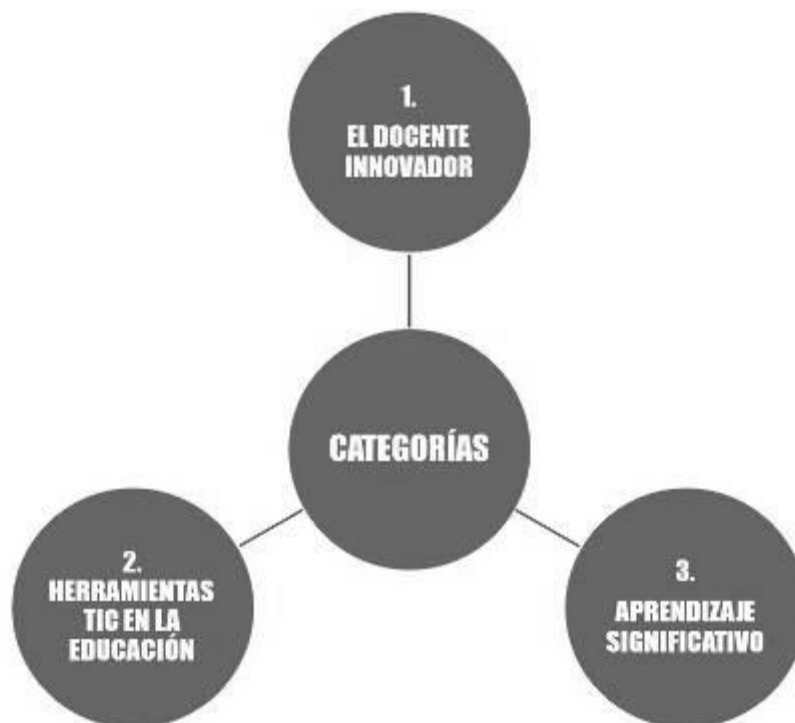 1.
EL DOCENTE
INNOVADOR
CATEGORÍAS
2.
HERRAMIENTAS
TIC EN LA
EDUCACIÓN
3.
APRENDIZAJE
SIGNIFICATIVO